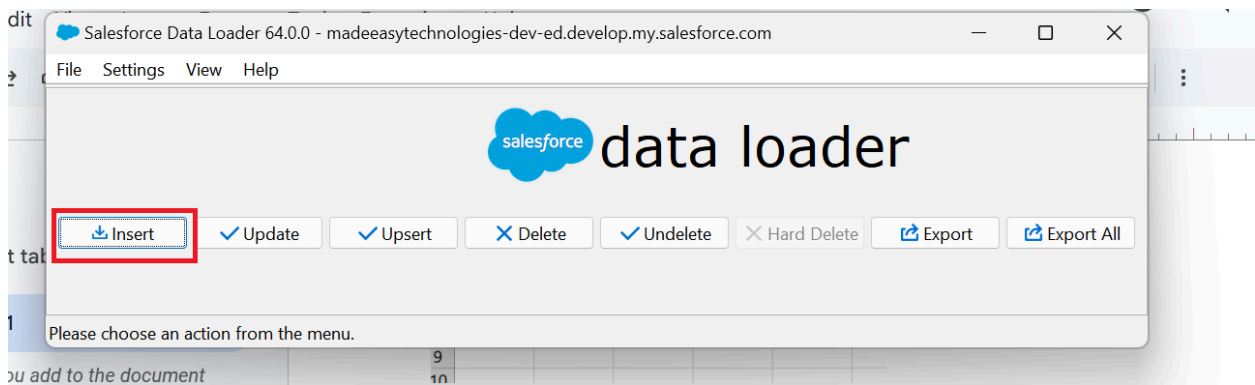 dit
Salesforce Data Loader 64.0.0 - madeeasytechnologies-dev-ed.develop.my.salesforce.com
File Settings View Help
salesforce data loader
Insert Update Upsert Delete Undelete Hard Delete Export Export All
t tab
1
Please choose an action from the menu.
9
ou add to the document
10